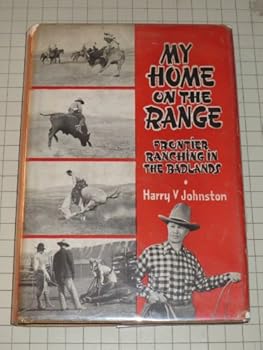 MY
HOME
ON THE
RANGE
FRONTIER
RANCHING IN
THE BADLANDS
Harry V Johnston